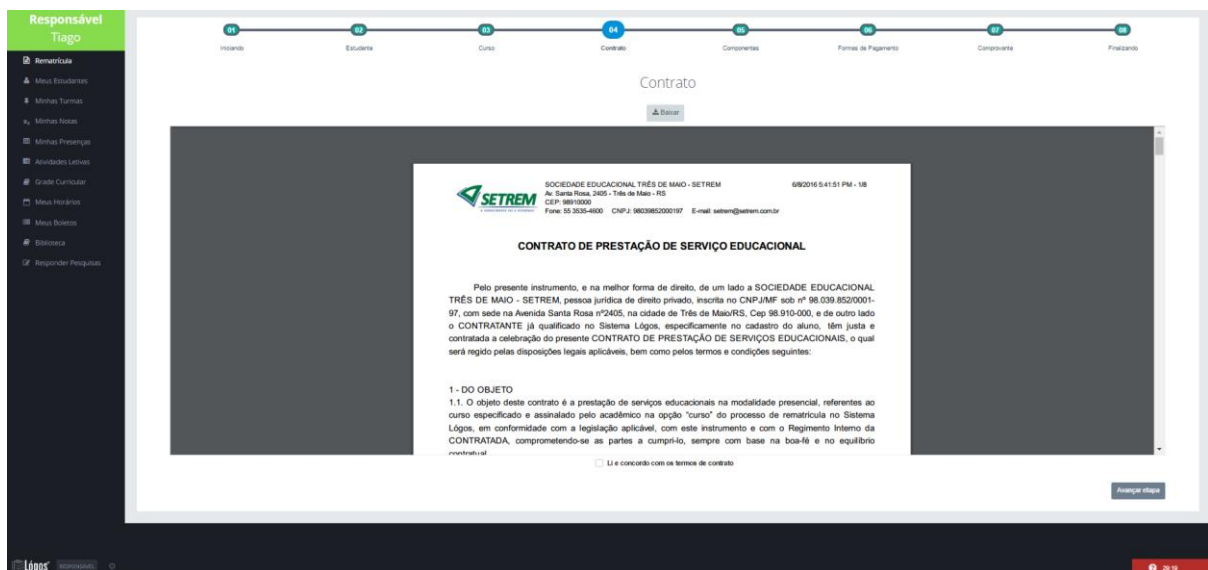 Responsável
Tiago
Rematrícula
Meus Estudantes
Minhas Turmas
Minhas Notas
Minhas Presenças
Atividades Letivas
Grade Curricular
Meus Horários
Meus Boletos
Biblioteca
Responder Pesquisas
01 02 03 04 05 06 07 08
Iniciando Estudante Curso Contrato Componentes Formas de Pagamento Comprovante Finalizando
Contrato
Baixar
SETREM
SOCIEDADE EDUCACIONAL TRÊS DE MAIO - SETREM 6/8/2016 5:41:51 PM - 1/8
Av. Santa Rosa, 2405 - Três de Maio - RS
CEP: 98910000
Fone: 55 3535-4600 CNPJ: 98039852000197 E-mail: setrem@setrem.com.br
CONTRATO DE PRESTAÇÃO DE SERVIÇO EDUCACIONAL
Pelo presente instrumento, e na melhor forma de direito, de um lado a SOCIEDADE EDUCACIONAL
TRÊS DE MAIO - SETREM, pessoa jurídica de direito privado, inscrita no CNPJ/MF sob nº 98.039.852/0001-
97, com sede na Avenida Santa Rosa nº2405, na cidade de Três de Maio/RS, Cep 98.910-000, e de outro lado
o CONTRATANTE já qualificado no Sistema Lógos, especificamente no cadastro do aluno, têm justa e
contratada a celebração do presente CONTRATO DE PRESTAÇÃO DE SERVIÇOS EDUCACIONAIS, o qual
será regido pelas disposições legais aplicáveis, bem como pelos termos e condições seguintes:
1 - DO OBJETO
1.1. O objeto deste contrato é a prestação de serviços educacionais na modalidade presencial, referentes ao
curso especificado e assinalado pelo acadêmico na opção "curso" do processo de rematrícula no Sistema
Lógos, em conformidade com a legislação aplicável, com este instrumento e com o Regimento Interno da
CONTRATADA, comprometendo-se as partes a cumpri-lo, sempre com base na boa-fé e no equilíbrio
contratual.
Li e concordo com os termos de contrato
Avançar etapa
Lógos RESPONSÁVEL
29:19